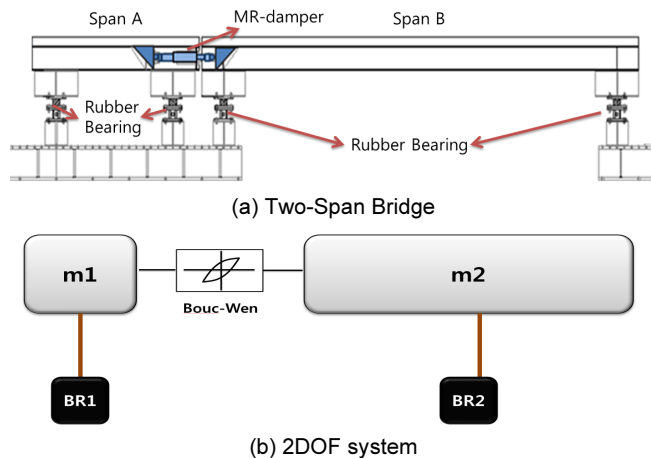 Span A
MR-damper
Span B
Rubber
Bearing
Rubber Bearing
(a) Two-Span Bridge
m1
m2
Bouc-Wen
BR1
BR2
(b) 2DOF system